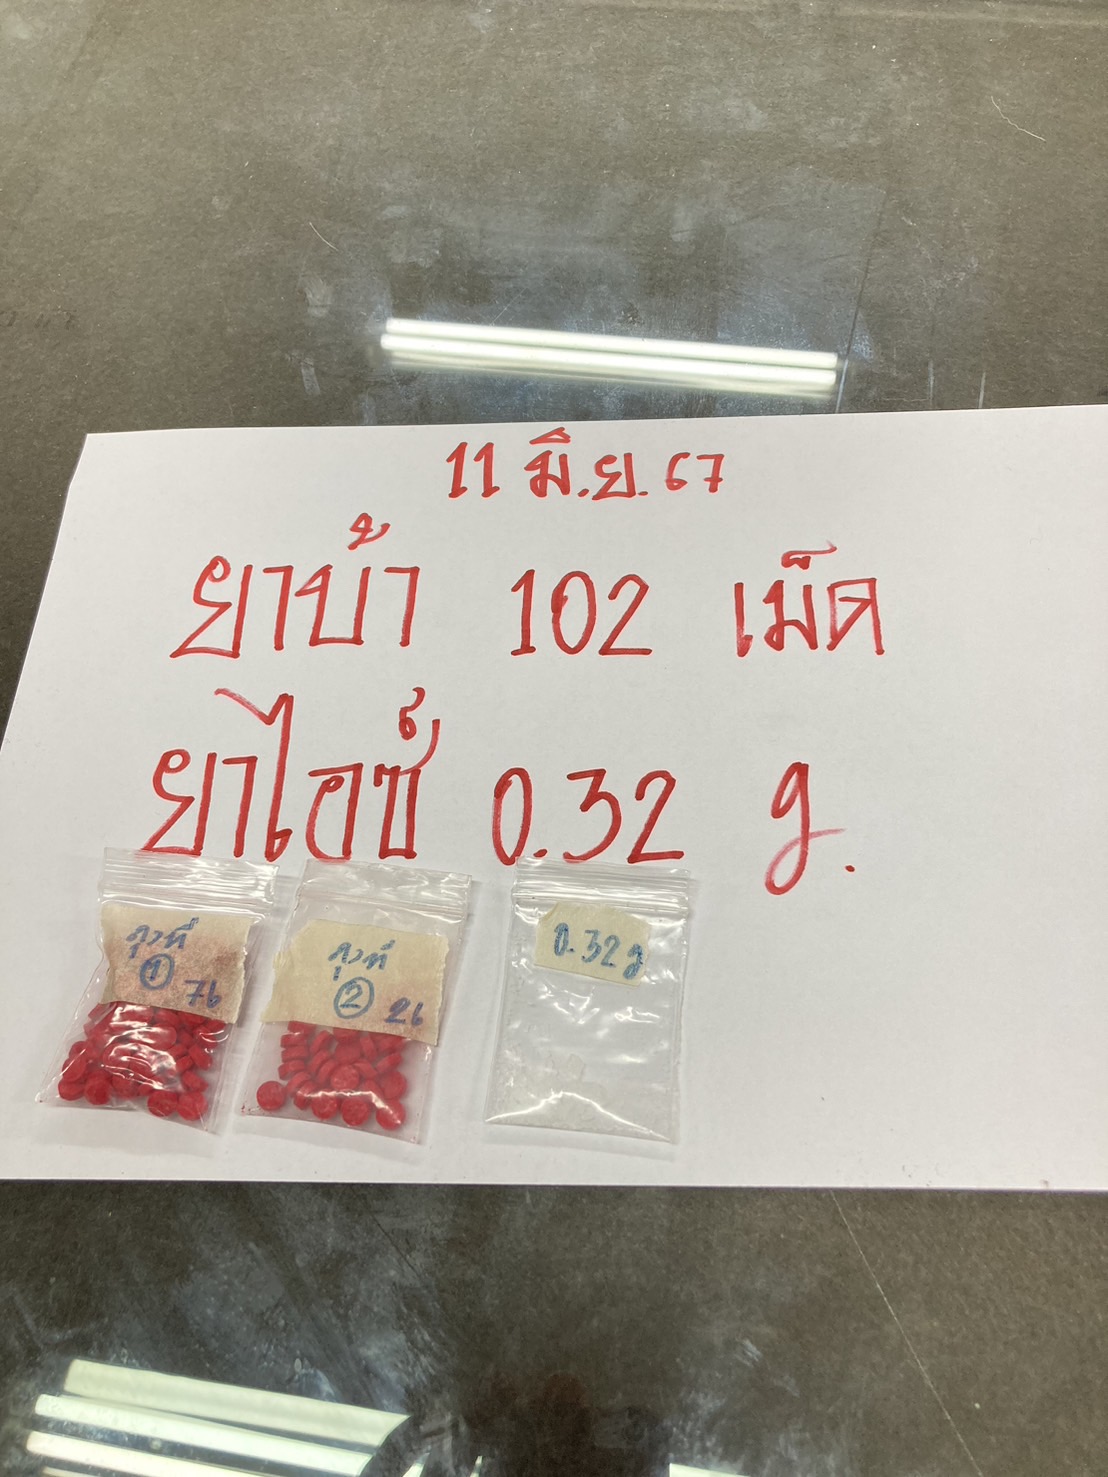 11 มิ.ย. 67
ยาบ้า 102 เม็ด
ยาไอซ์ 0.32 g.
ถุงที่
1 76
ถุงที่
2 26
0.32 g